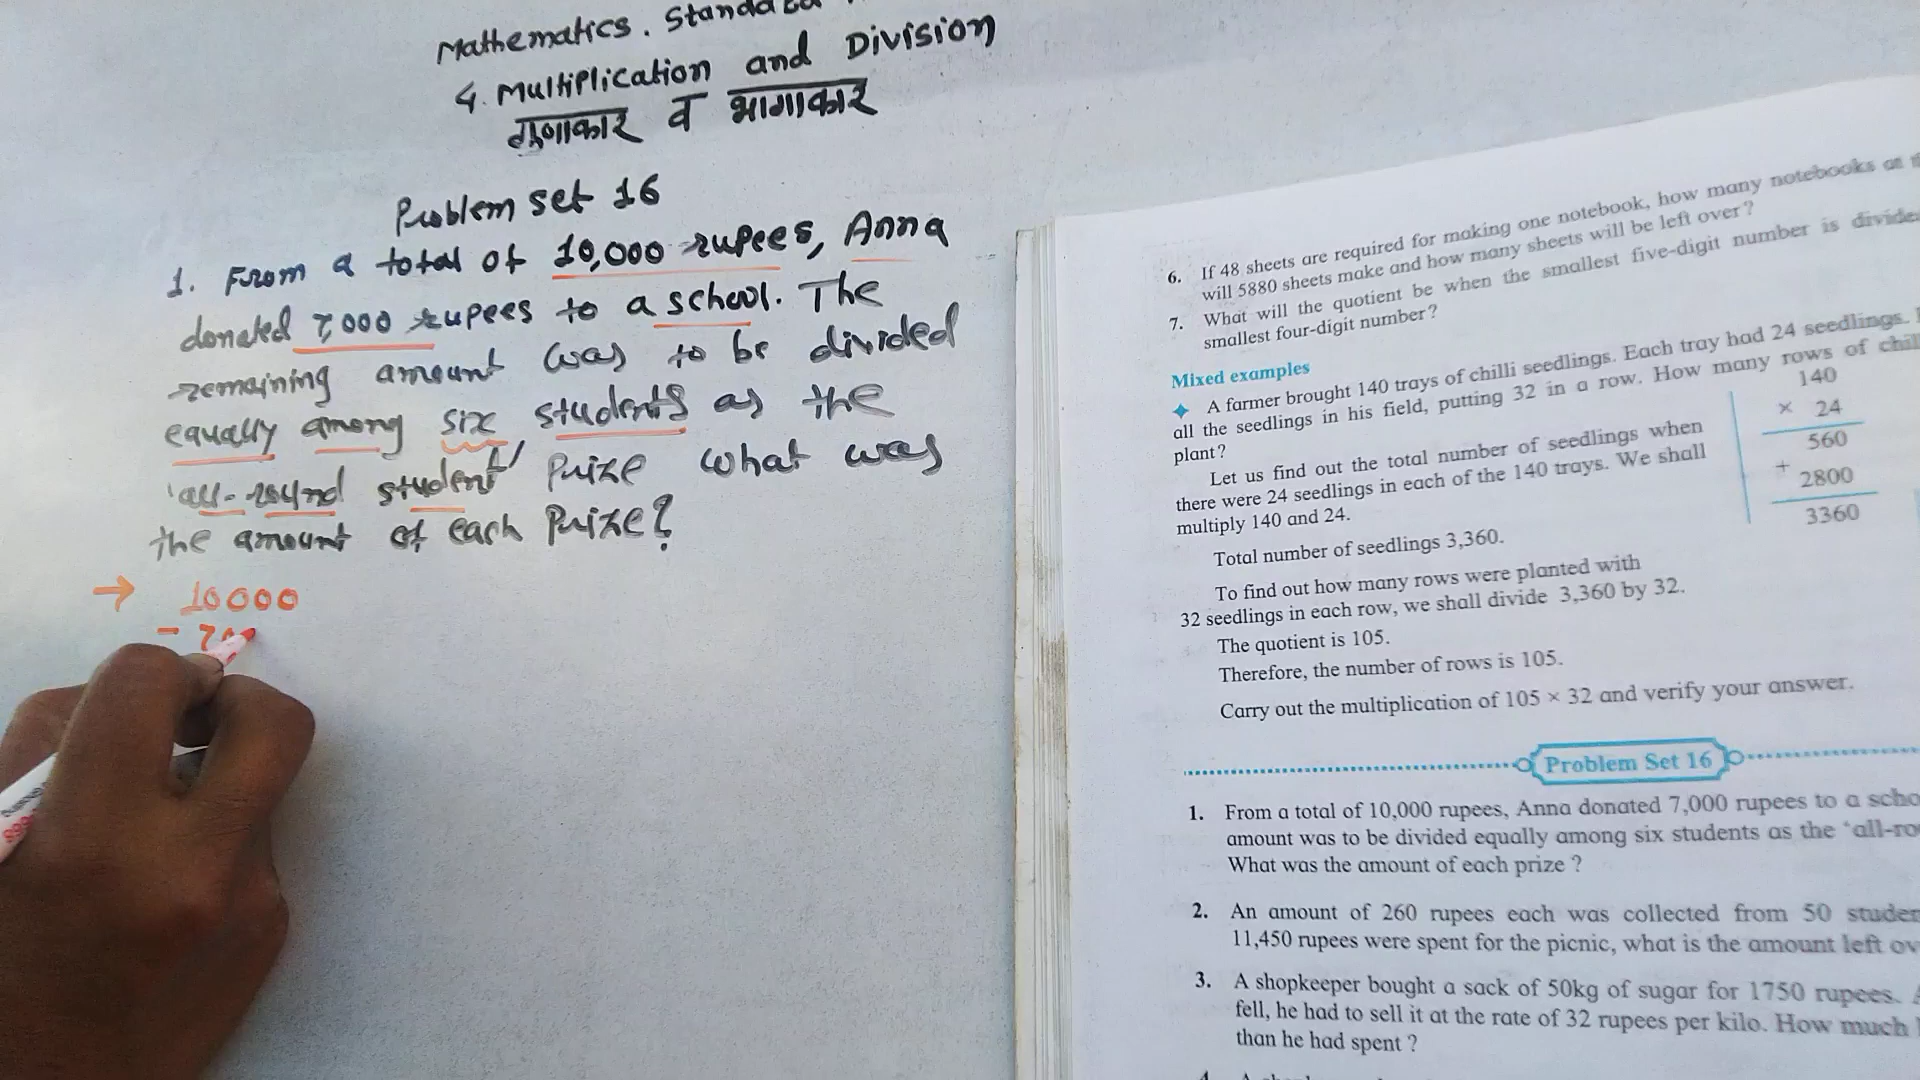 Mathematics. Standard
4. Multiplication and Division
गुणाकार व भागाकार
Problem set 16
1. From a total of 10,000 rupees, Anna
donated 7,000 rupees to a school. The
remaining amount was to be divided
equally among six students as the
'all-round student' Prize what was
the amount of each Prize?
→ 10000
- 70
6. If 48 sheets are required for making one notebook, how many notebooks at
will 5880 sheets make and how many sheets will be left over?
7. What will the quotient be when the smallest five-digit number is divide
smallest four-digit number?
Mixed examples
A farmer brought 140 trays of chilli seedlings. Each tray had 24 seedlings.
all the seedlings in his field, putting 32 in a row. How many rows of chill
plant?
Let us find out the total number of seedlings when
there were 24 seedlings in each of the 140 trays. We shall
multiply 140 and 24.
140
× 24
560
+ 2800
3360
Total number of seedlings 3,360.
To find out how many rows were planted with
32 seedlings in each row, we shall divide 3,360 by 32.
The quotient is 105.
Therefore, the number of rows is 105.
Carry out the multiplication of 105 × 32 and verify your answer.
Problem Set 16
1. From a total of 10,000 rupees, Anna donated 7,000 rupees to a scho
amount was to be divided equally among six students as the 'all-ro
What was the amount of each prize ?
2. An amount of 260 rupees each was collected from 50 studen
11,450 rupees were spent for the picnic, what is the amount left ov
3. A shopkeeper bought a sack of 50kg of sugar for 1750 rupees.
fell, he had to sell it at the rate of 32 rupees per kilo. How much
than he had spent ?